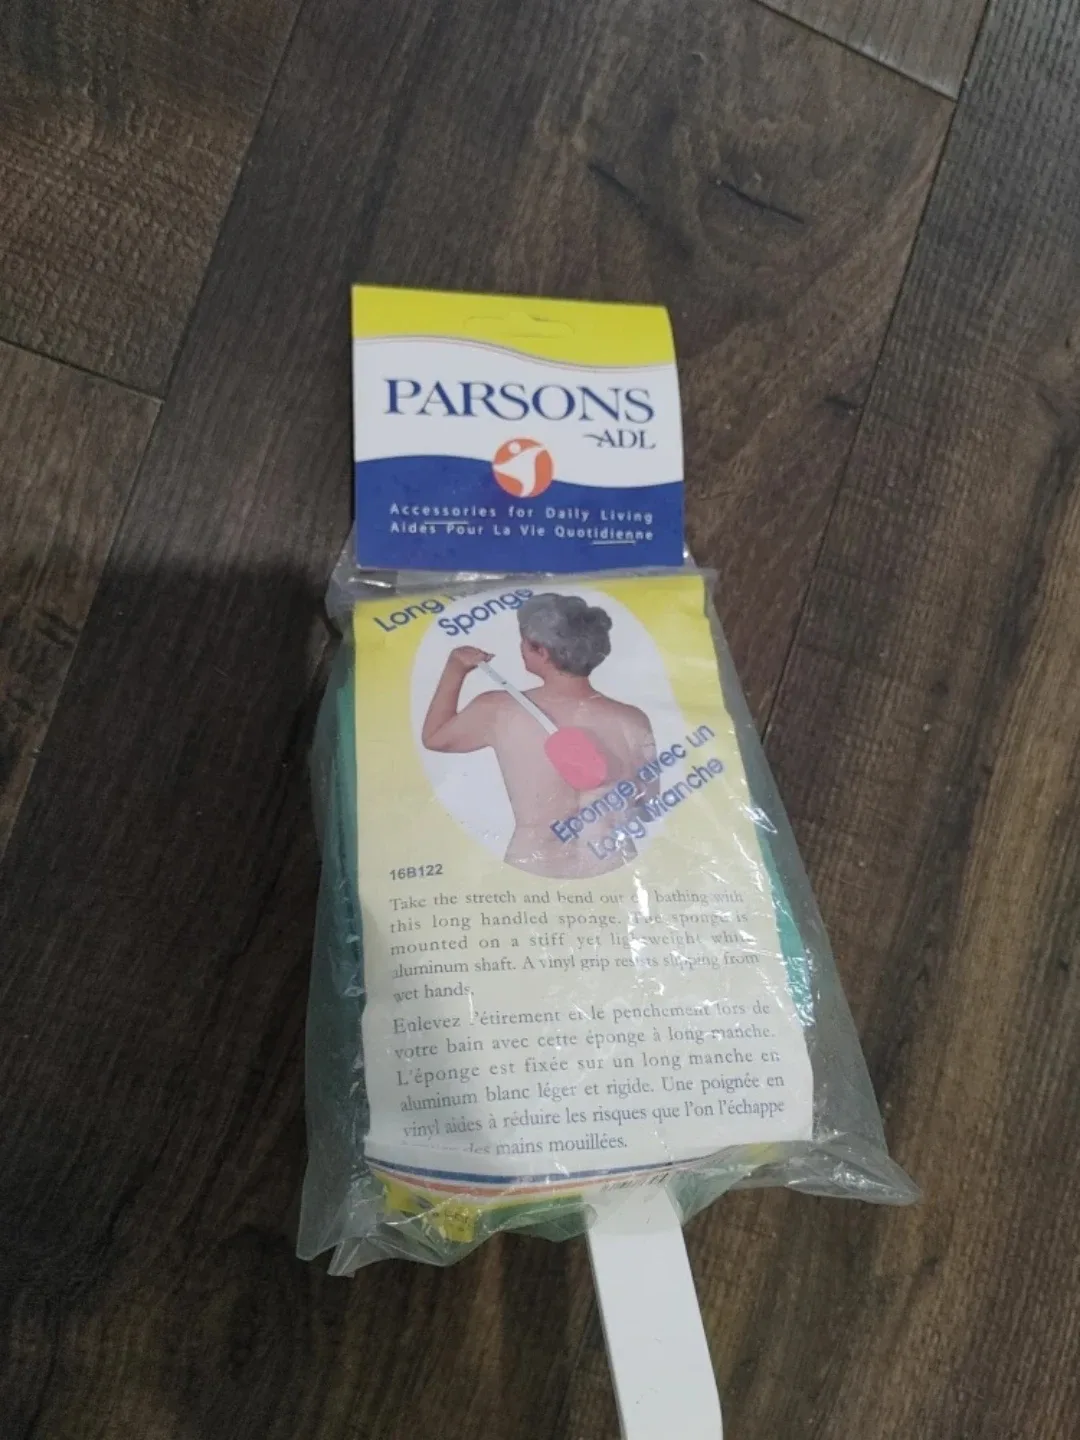 PARSONS
ADL
Accessories for Daily Living
Aides Pour La Vie Quotidienne
Long
Sponge
Eponge avec un
Long Manche
16B122
Take the stretch and bend out of bathing with
this long handled sponge. The sponge is
mounted on a stiff yet lightweight white
aluminum shaft. A vinyl grip resists slipping from
wet hands.
Enlevez l'étirement et le penchement lors de
votre bain avec cette éponge à long manche.
L'éponge est fixée sur un long manche en
aluminum blanc léger et rigide. Une poignée en
vinyl aides à réduire les risques que l'on l'échappe
des mains mouillées.